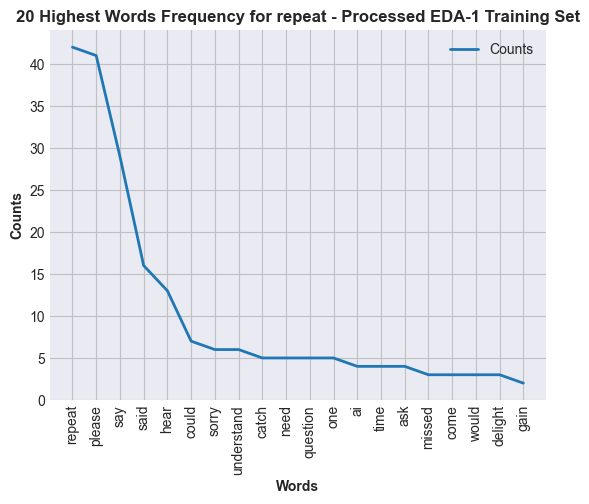 20 Highest Words Frequency for repeat - Processed EDA-1 Training Set
Counts
Counts
40
35
30
25
20
15
10
5
0
repeat
please
say
said
hear
could
sorry
understand
catch
need
question
one
ai
time
ask
missed
come
would
delight
gain
Words